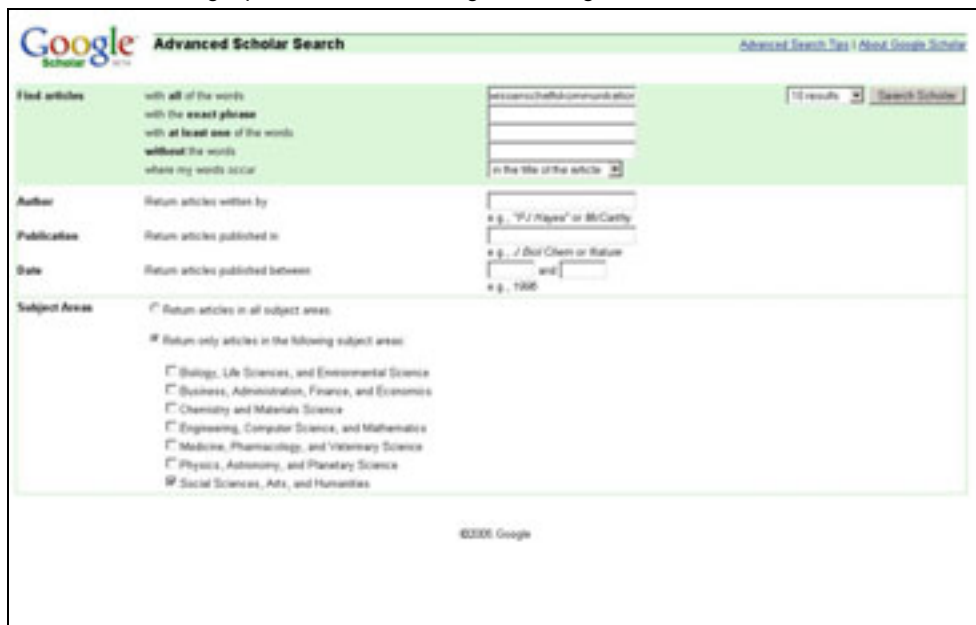 Google Scholar BETA Advanced Scholar Search Advanced Search Tips | About Google Scholar
Find articles with all of the words wissenschaftskommunikation 10 results Search Scholar
with the exact phrase
with at least one of the words
without the words
where my words occur in the title of the article
Author Return articles written by
e.g., "PJ Hayes" or McCarthy
Publication Return articles published in
e.g., J Biol Chem or Nature
Date Return articles published between and
e.g., 1996
Subject Areas Return articles in all subject areas.
Return only articles in the following subject areas:
Biology, Life Sciences, and Environmental Science
Business, Administration, Finance, and Economics
Chemistry and Materials Science
Engineering, Computer Science, and Mathematics
Medicine, Pharmacology, and Veterinary Science
Physics, Astronomy, and Planetary Science
Social Sciences, Arts, and Humanities
Google